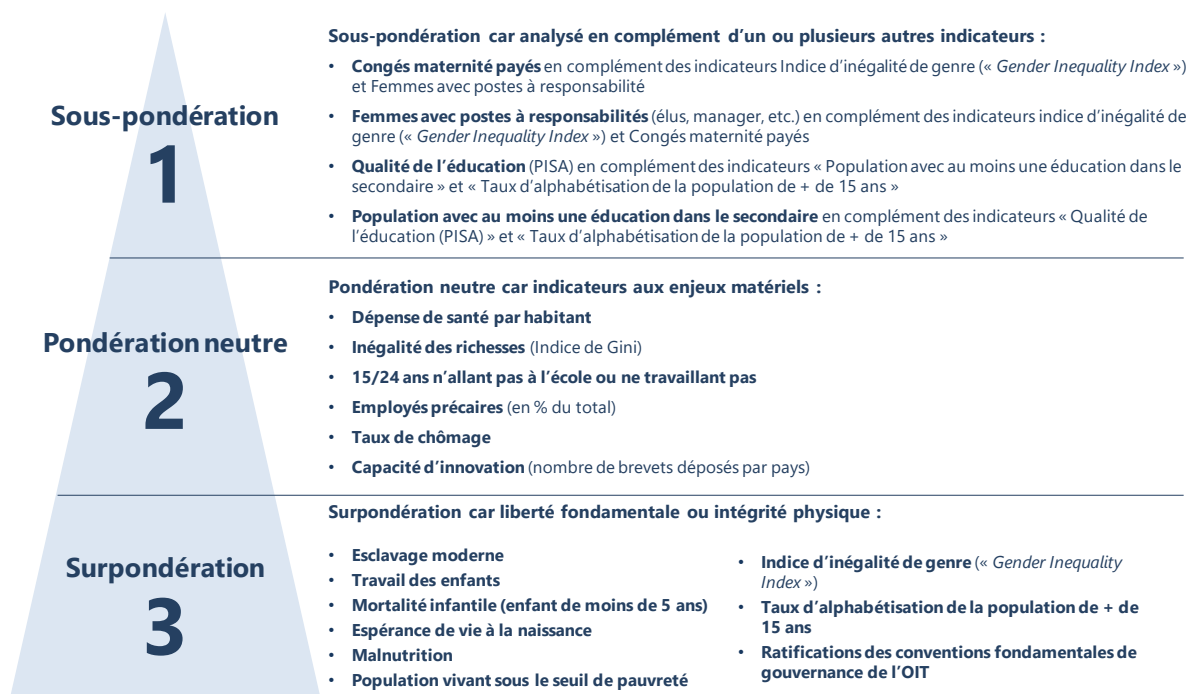 Sous-pondération
1
Sous-pondération car analysé en complément d'un ou plusieurs autres indicateurs :
• Congés maternité payés en complément des indicateurs Indice d'inégalité de genre (« Gender Inequality Index »)
et Femmes avec postes à responsabilité
• Femmes avec postes à responsabilités (élus, manager, etc.) en complément des indicateurs indice d'inégalité de
genre (« Gender Inequality Index ») et Congés maternité payés
• Qualité de l'éducation (PISA) en complément des indicateurs « Population avec au moins une éducation dans le
secondaire » et « Taux d'alphabétisation de la population de + de 15 ans »
• Population avec au moins une éducation dans le secondaire en complément des indicateurs « Qualité de
l'éducation (PISA) » et « Taux d'alphabétisation de la population de + de 15 ans »
Pondération neutre
2
Pondération neutre car indicateurs aux enjeux matériels :
• Dépense de santé par habitant
• Inégalité des richesses (Indice de Gini)
• 15/24 ans n'allant pas à l'école ou ne travaillant pas
• Employés précaires (en % du total)
• Taux de chômage
• Capacité d'innovation (nombre de brevets déposés par pays)
Surpondération
3
Surpondération car liberté fondamentale ou intégrité physique :
• Esclavage moderne
• Travail des enfants
• Mortalité infantile (enfant de moins de 5 ans)
• Espérance de vie à la naissance
• Malnutrition
• Population vivant sous le seuil de pauvreté
• Indice d'inégalité de genre (« Gender Inequality
Index »)
• Taux d'alphabétisation de la population de + de
15 ans
• Ratifications des conventions fondamentales de
gouvernance de l'OIT